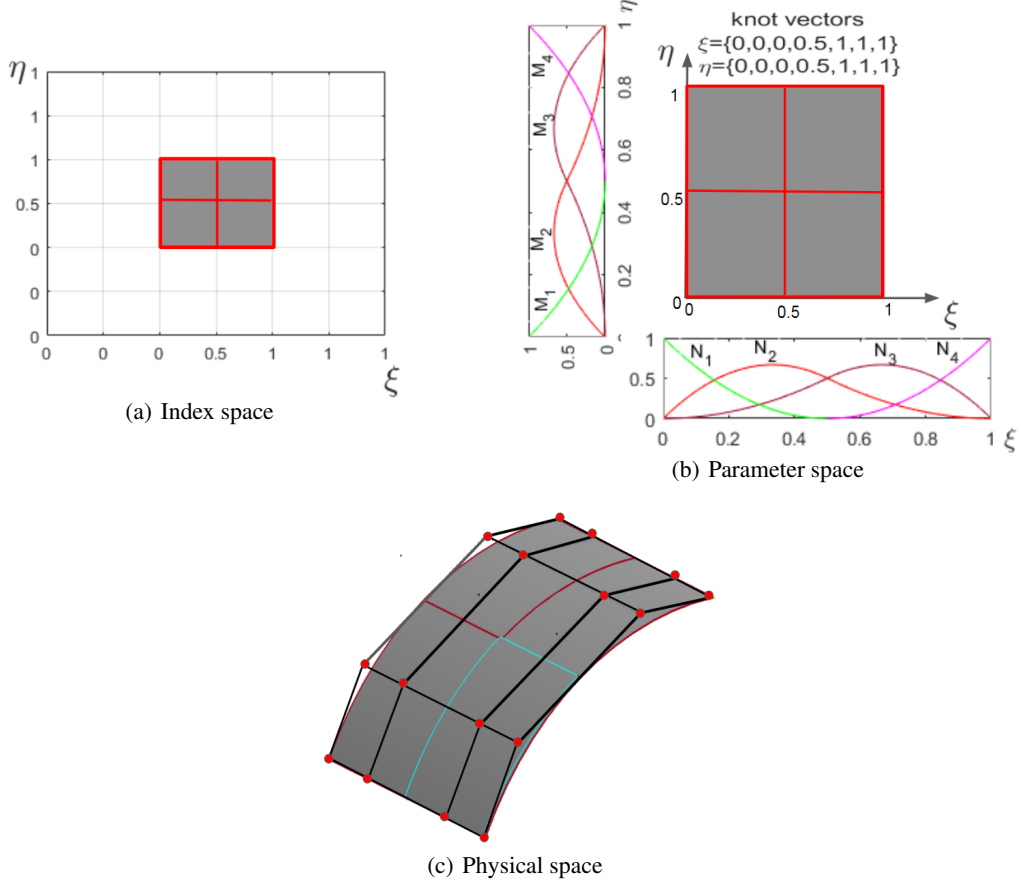 η
1
1
1
0.5
0
0
0
0 0 0 0.5 1 1 1
ξ
(a) Index space
η
1
0.8
0.6
0.4
0.2
M4
M3
M2
M1
1 0.5 0
knot vectors
ξ={0,0,0,0.5,1,1,1}
η={0,0,0,0.5,1,1,1}
η
1
0.5
0
0 0.5 1
ξ
N1 N2 N3 N4
1
0.5
0
0 0.2 0.4 0.6 0.8 1 ξ
(b) Parameter space
(c) Physical space